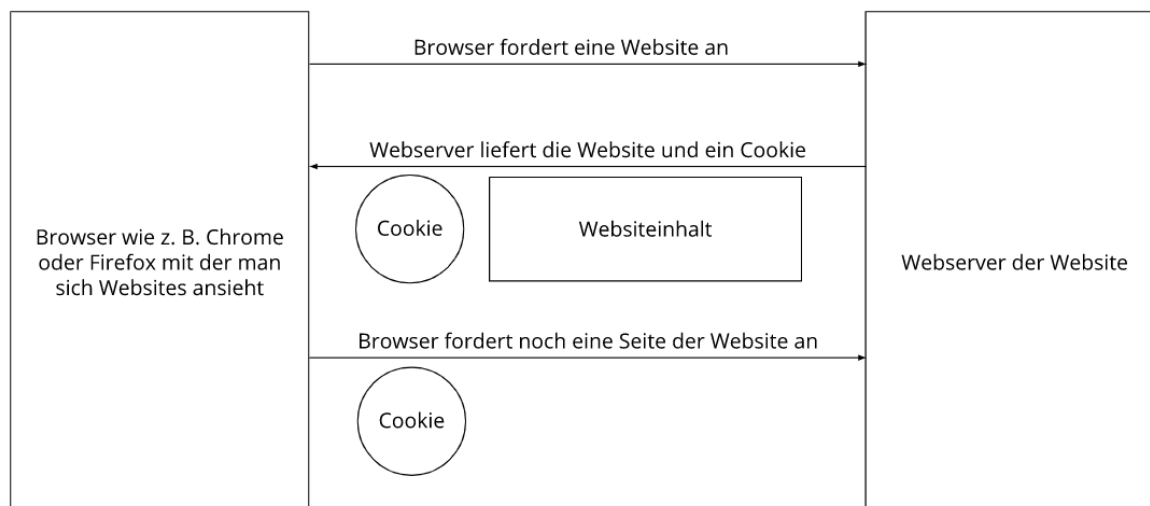 Browser fordert eine Website an
Webserver liefert die Website und ein Cookie
Cookie
Websiteinhalt
Browser wie z. B. Chrome
oder Firefox mit der man
sich Websites ansieht
Webserver der Website
Browser fordert noch eine Seite der Website an
Cookie